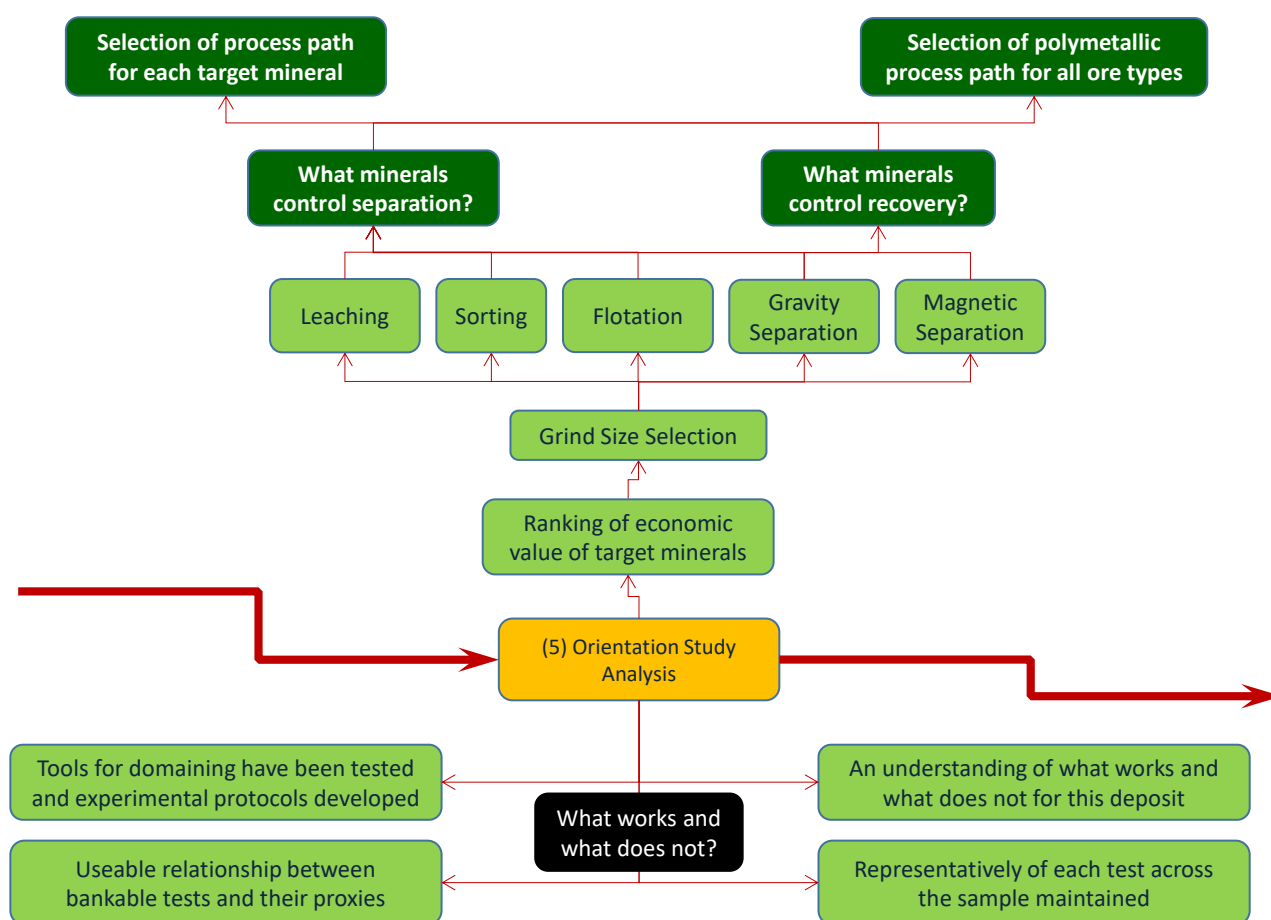 Selection of process path
for each target mineral
Selection of polymetallic
process path for all ore types
What minerals
control separation?
What minerals
control recovery?
Leaching
Sorting
Flotation
Gravity
Separation
Magnetic
Separation
Grind Size Selection
Ranking of economic
value of target minerals
(5) Orientation Study
Analysis
Tools for domaining have been tested
and experimental protocols developed
An understanding of what works and
what does not for this deposit
What works and
what does not?
Useable relationship between
bankable tests and their proxies
Representatively of each test across
the sample maintained